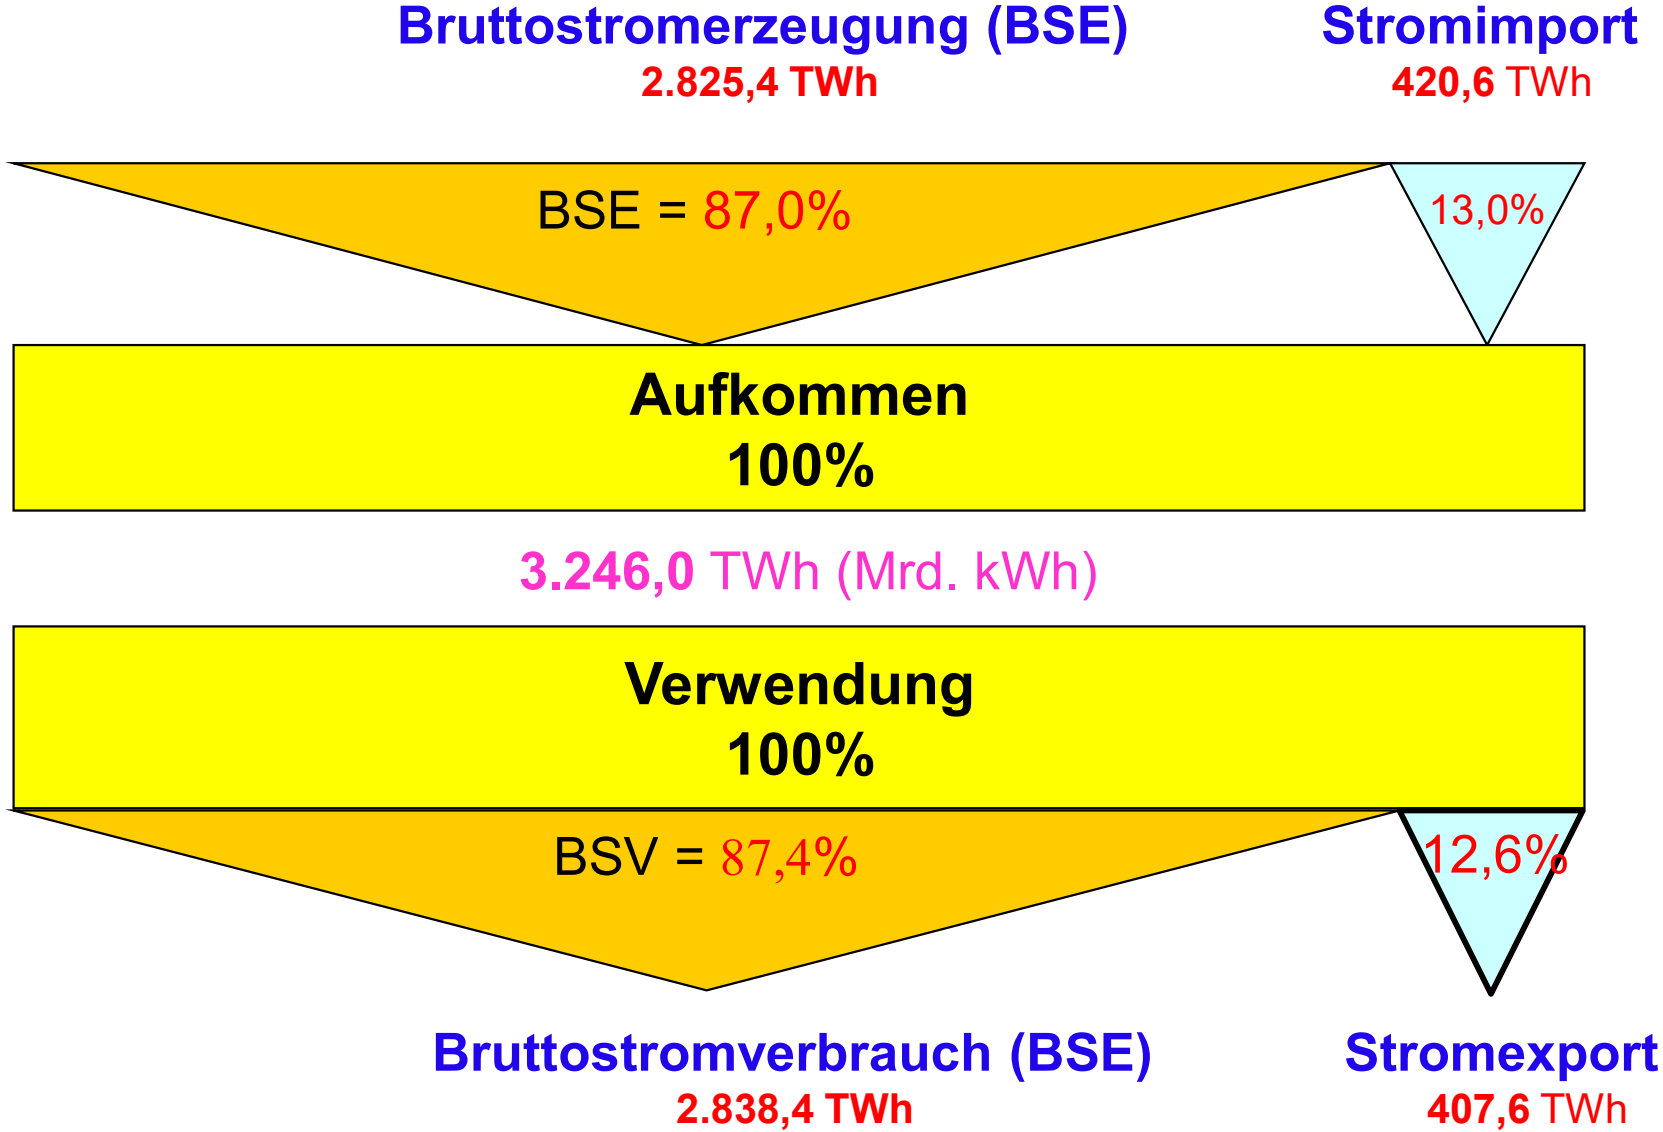 Bruttostromerzeugung (BSE) Stromimport
2.825,4 TWh 420,6 TWh
BSE = 87,0% 13,0%
Aufkommen
100%
3.246,0 TWh (Mrd. kWh)
Verwendung
100%
BSV = 87,4% 12,6%
Bruttostromverbrauch (BSE) Stromexport
2.838,4 TWh 407,6 TWh